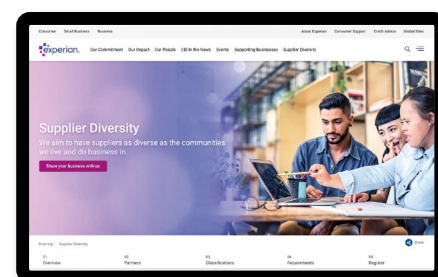 Consumer Small Business Business About Experian Consumer Support Credit Advice Global Sites
experian. Our Commitment Our Impact Our People DEI in the News Events Supporting Businesses Supplier Diversity
Supplier Diversity
We aim to have suppliers as diverse as the communities
we live and do business in.
Share your business with us
Diversity Supplier Diversity Share
01 02 03 04 05
Overview Partners Classifications Requirements Register